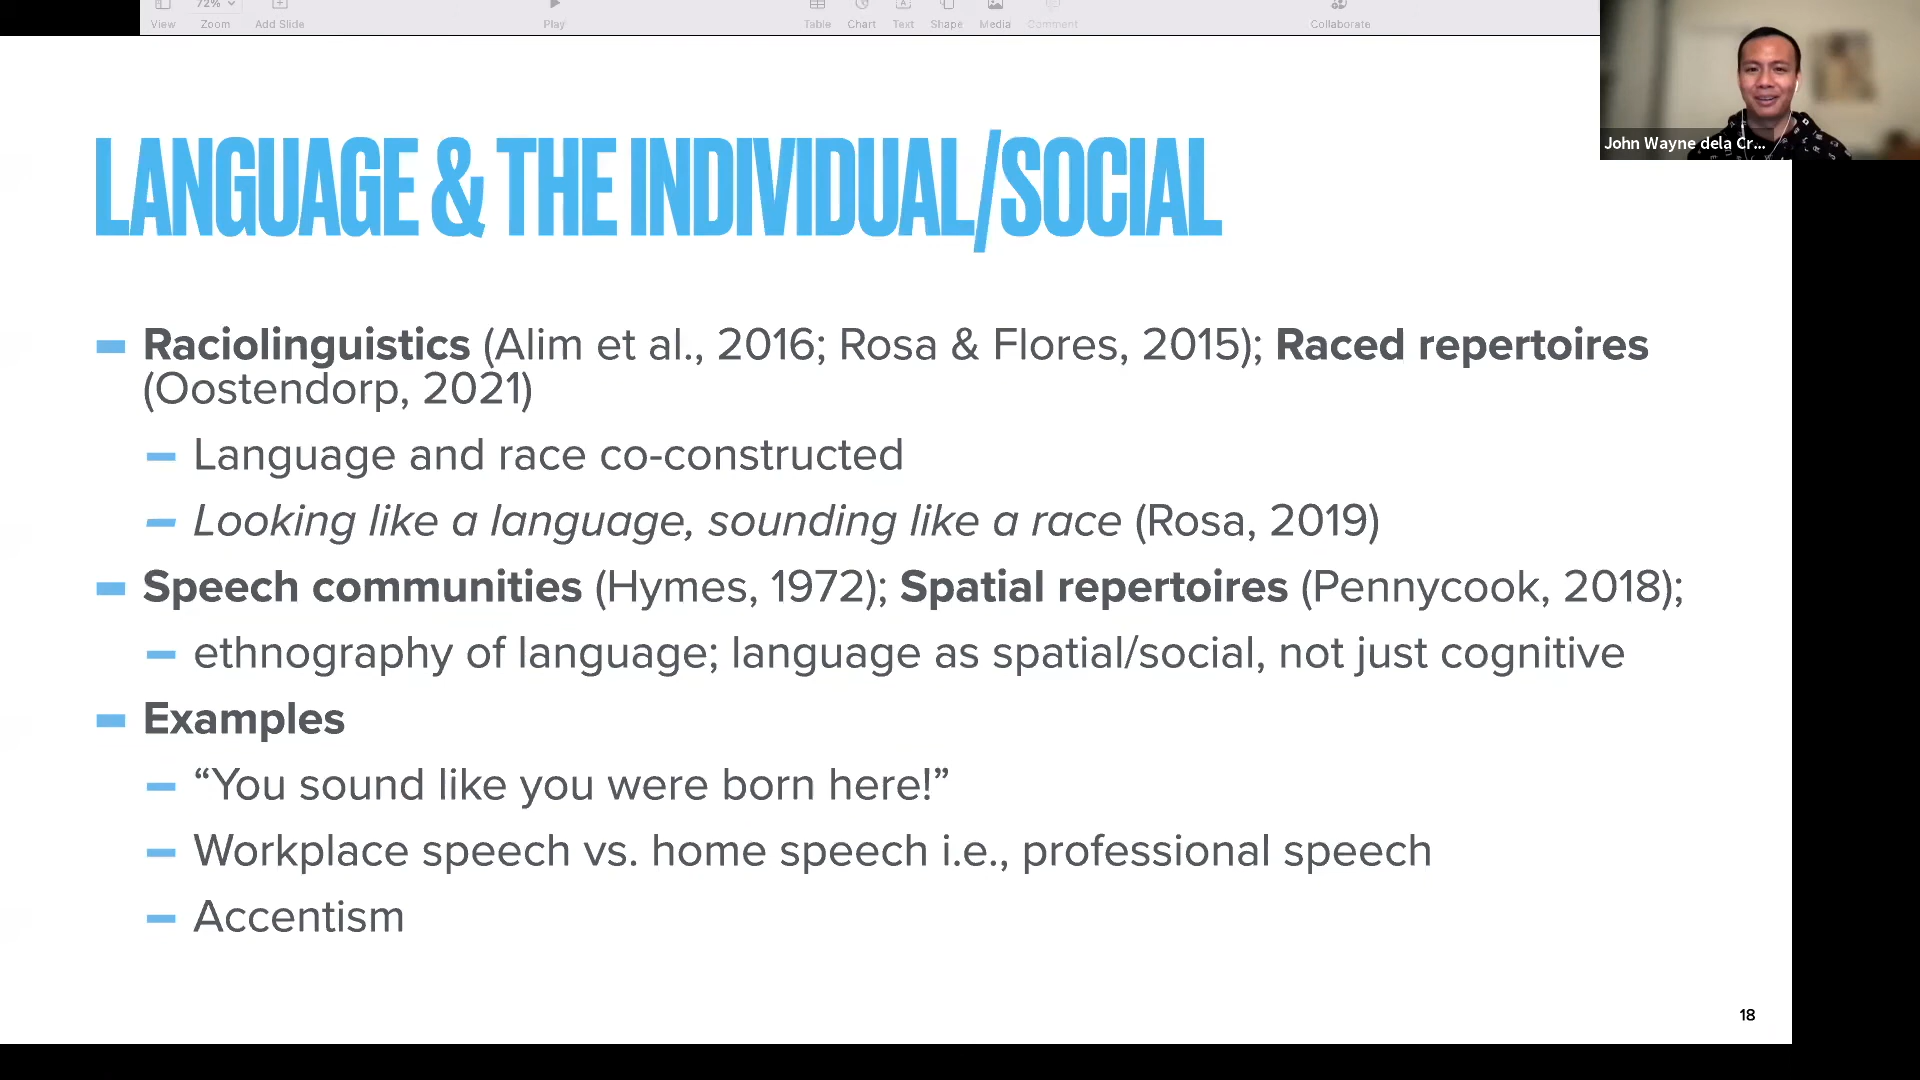 72%
View
Zoom
Add Slide
Play
Table
Chart
Text
Shape
Media
Comment
Collaborate
John Wayne dela Cr...
LANGUAGE & THE INDIVIDUAL/SOCIAL
Raciolinguistics (Alim et al., 2016; Rosa & Flores, 2015); Raced repertoires
(Oostendorp, 2021)
Language and race co-constructed
Looking like a language, sounding like a race (Rosa, 2019)
Speech communities (Hymes, 1972); Spatial repertoires (Pennycook, 2018);
ethnography of language; language as spatial/social, not just cognitive
Examples
“You sound like you were born here!”
Workplace speech vs. home speech i.e., professional speech
Accentism
18